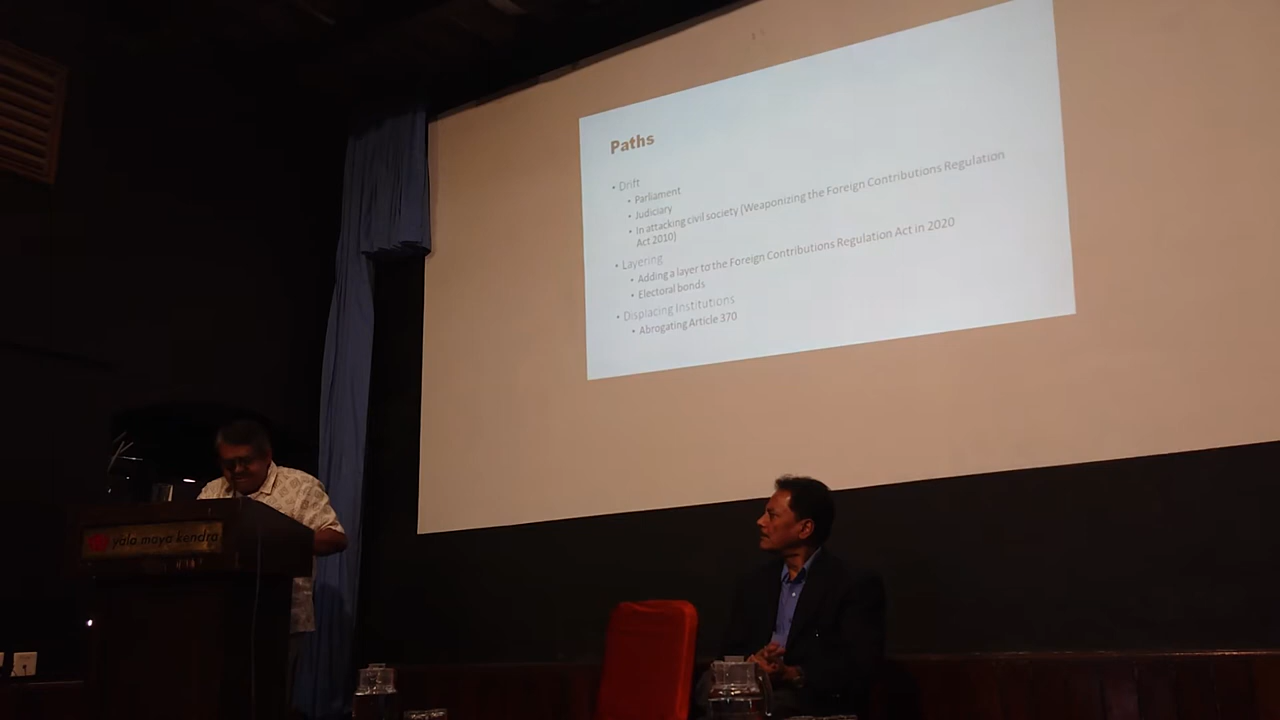 Paths
• Drift
• Parliament
• Judiciary
• In attacking civil society (Weaponizing the Foreign Contributions Regulation
Act 2010)
• Layering
• Adding a layer to the Foreign Contributions Regulation Act in 2020
• Electoral bonds
• Displacing Institutions
• Abrogating Article 370
yala maya kendra